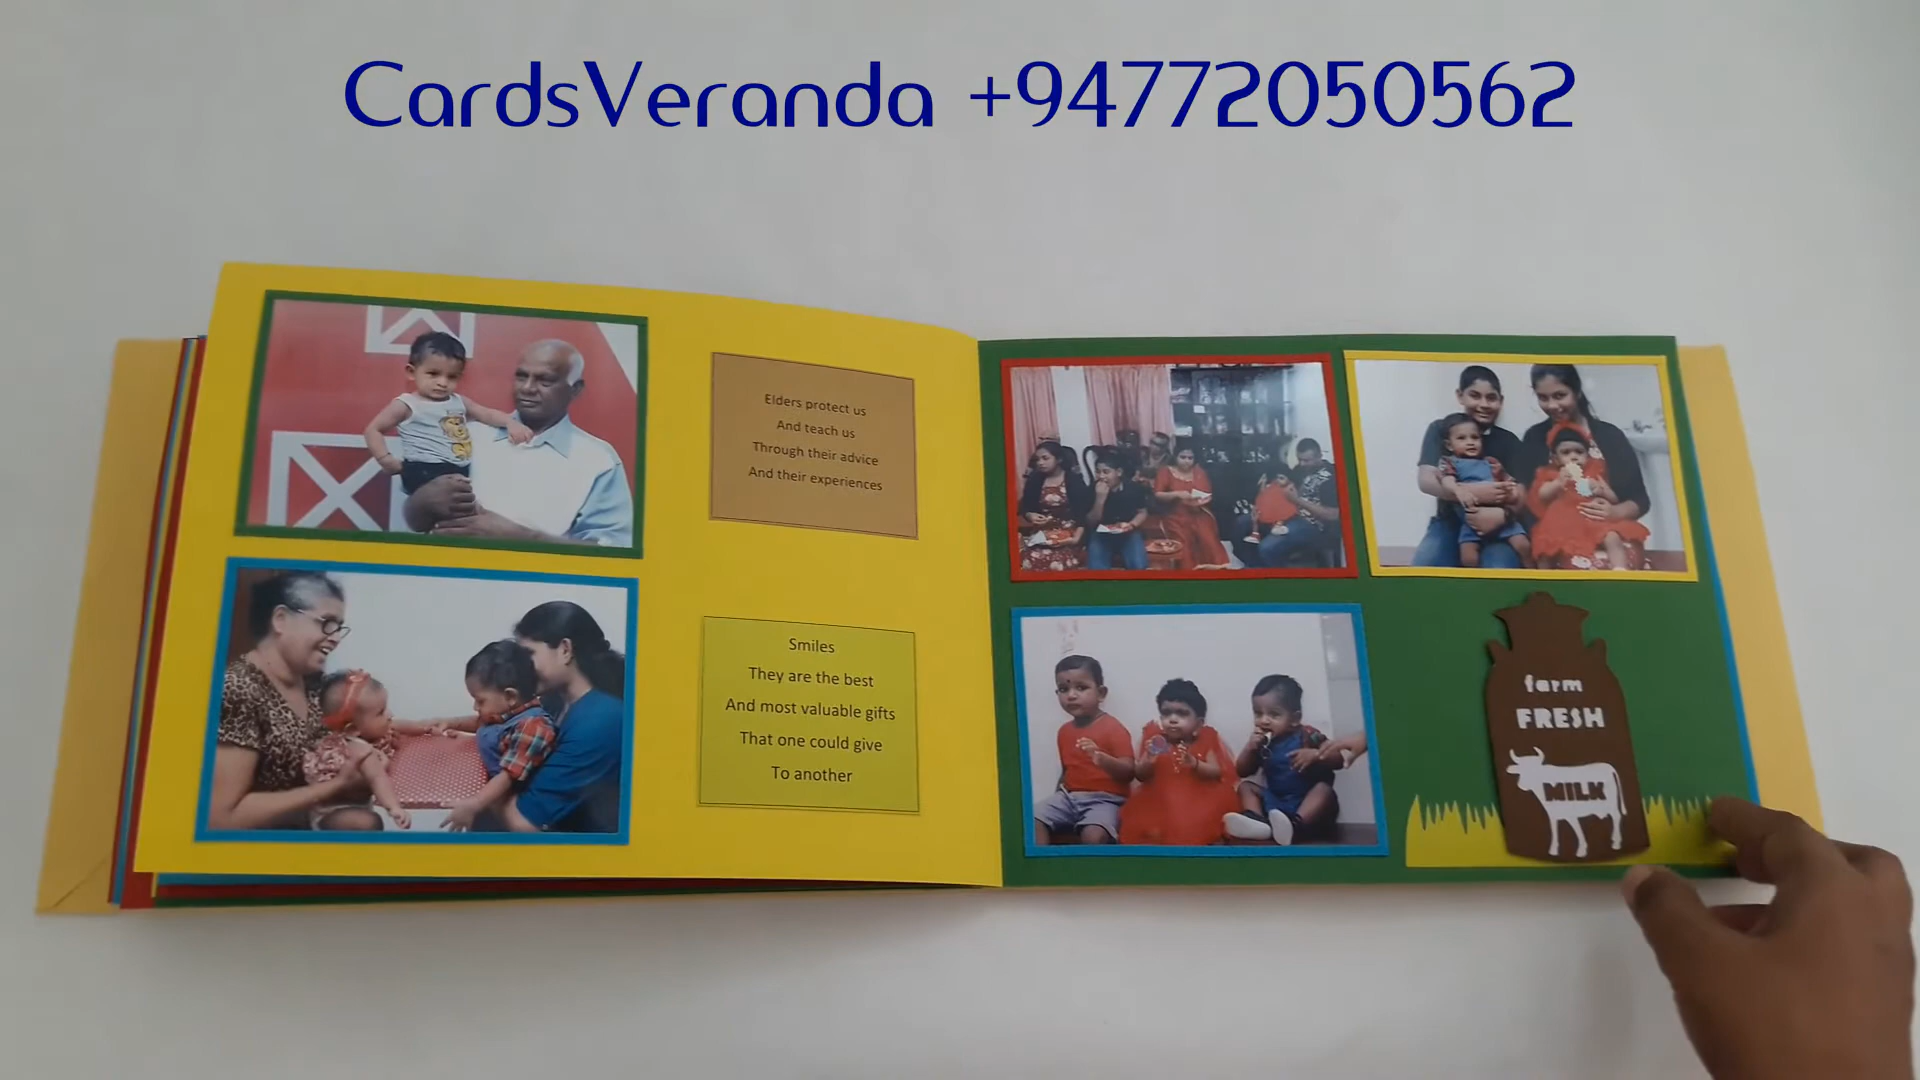 CardsVeranda +94772050562
Elders protect us
And teach us
Through their advice
And their experiences
Smiles
They are the best
And most valuable gifts
That one could give
To another
farm
FRESH
MILK